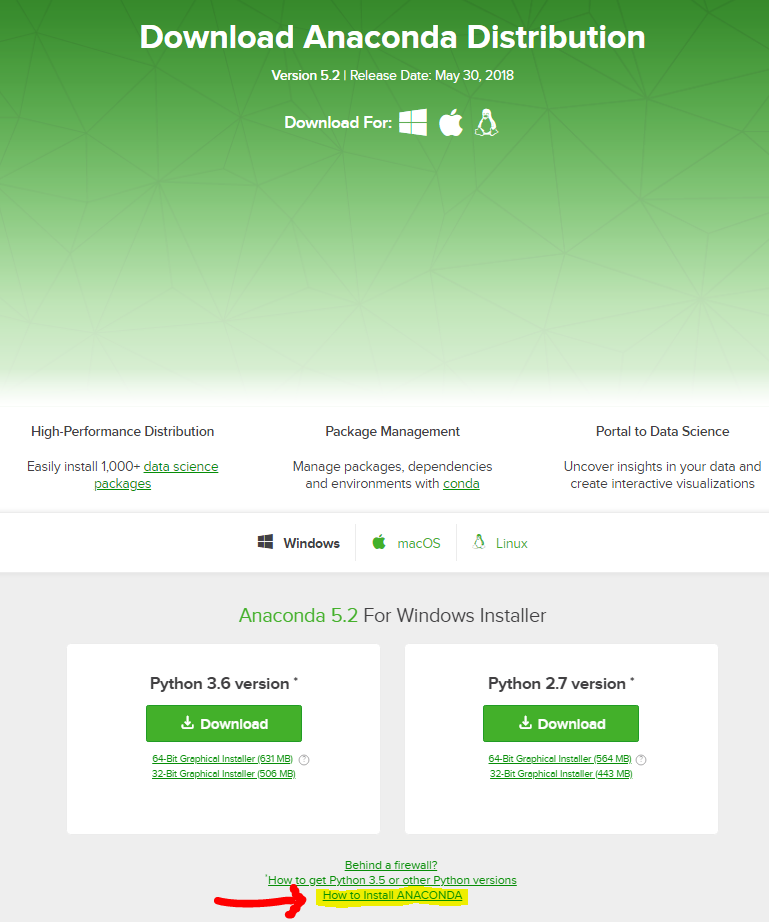 Download Anaconda Distribution
Version 5.2 | Release Date: May 30, 2018
Download For:
High-Performance Distribution
Easily install 1,000+ data science
packages
Package Management
Manage packages, dependencies
and environments with conda
Portal to Data Science
Uncover insights in your data and
create interactive visualizations
Windows
macOS
Linux
Anaconda 5.2 For Windows Installer
Python 3.6 version *
Download
64-Bit Graphical Installer (631 MB) ?
32-Bit Graphical Installer (506 MB)
Python 2.7 version *
Download
64-Bit Graphical Installer (564 MB) ?
32-Bit Graphical Installer (443 MB)
Behind a firewall?
*How to get Python 3.5 or other Python versions
How to Install ANACONDA